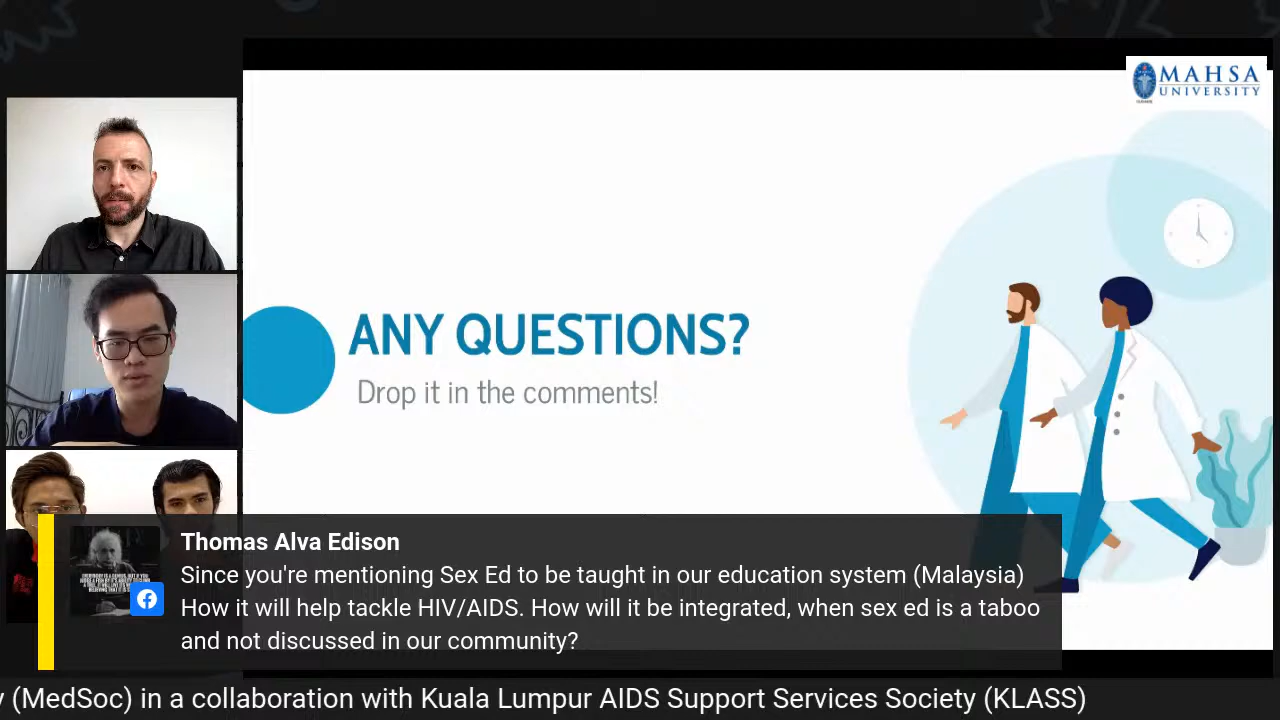 MAHSA
UNIVERSITY
ANY QUESTIONS?
Drop it in the comments!
Thomas Alva Edison
Since you're mentioning Sex Ed to be taught in our education system (Malaysia)
How it will help tackle HIV/AIDS. How will it be integrated, when sex ed is a taboo
and not discussed in our community?
(MedSoc) in a collaboration with Kuala Lumpur AIDS Support Services Society (KLASS)